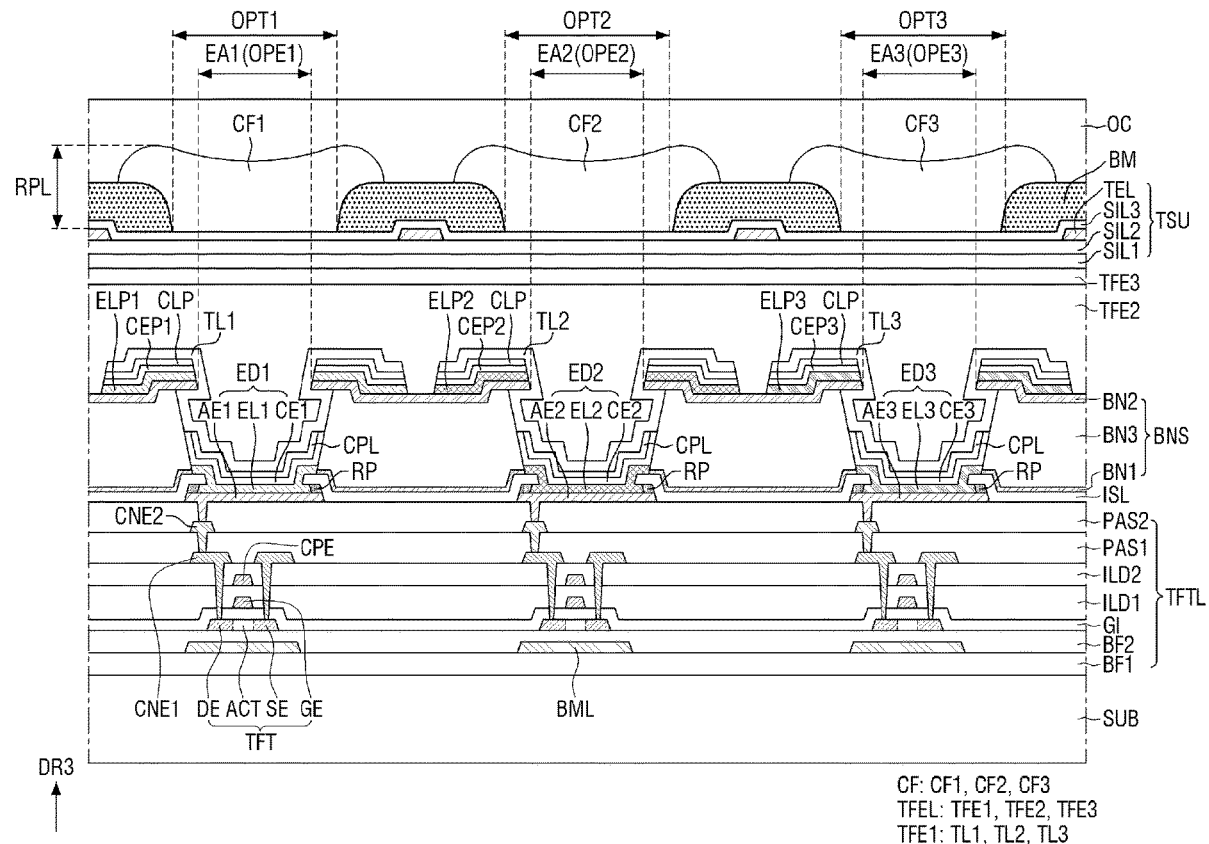 OPT1 OPT2 OPT3
EA1(OPE1) EA2(OPE2) EA3(OPE3)
CF1 CF2 CF3 OC
RPL
BM
TEL
SIL3
SIL2
SIL1
TSU
TFE3
ELP1 CLP ELP2 CLP ELP3 CLP
CEP1 TL1 CEP2 TL2 CEP3 TL3 TFE2
ED1 ED2 ED3
AE1 EL1 CE1 AE2 EL2 CE2 AE3 EL3 CE3
BN2
BN3
BN1
BNS
CPL CPL CPL
RP RP RP
ISL
CNE2
PAS2
CPE
PAS1
ILD2
ILD1
GI
BF2
BF1
TFTL
CNE1 DE ACT SE GE BML SUB
TFT
DR3
CF: CF1, CF2, CF3
TFEL: TFE1, TFE2, TFE3
TFE1: TL1, TL2, TL3